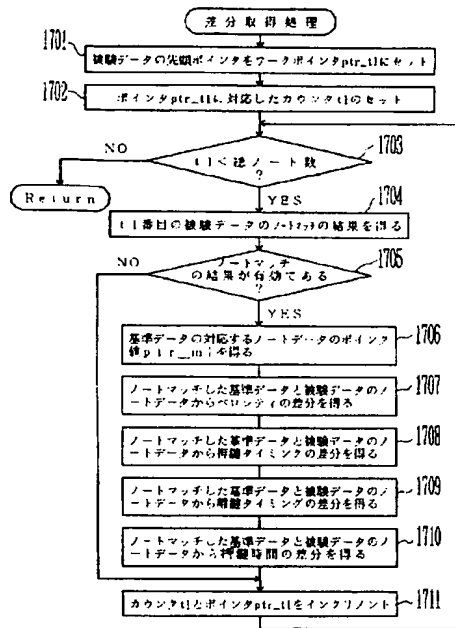 差分取得処理
1701
被験データの先頭ポインタをワークポインタptr_t1にセット
1702
ポインタptr_t1に対応したカウンタt1のセット
1703
t1<総ノート数
?
NO
YES
Return
1704
t1番目の被験データのノートマッチの結果を得る
1705
ノートマッチ
の結果が有効である
?
NO
YES
1706
基準データの対応するノートデータのポインタ
を得る
1707
ノートマッチした基準データと被験データのノ
ートデータからベロシティの差分を得る
1708
ノートマッチした基準データと被験データのノ
ートデータから押鍵タイミングの差分を得る
1709
ノートマッチした基準データと被験データのノ
ートデータから離鍵タイミングの差分を得る
1710
ノートマッチした基準データと被験データのノ
ートデータから押鍵時間の差分を得る
1711
カウンタt1とポインタptr_t1をインクリメント